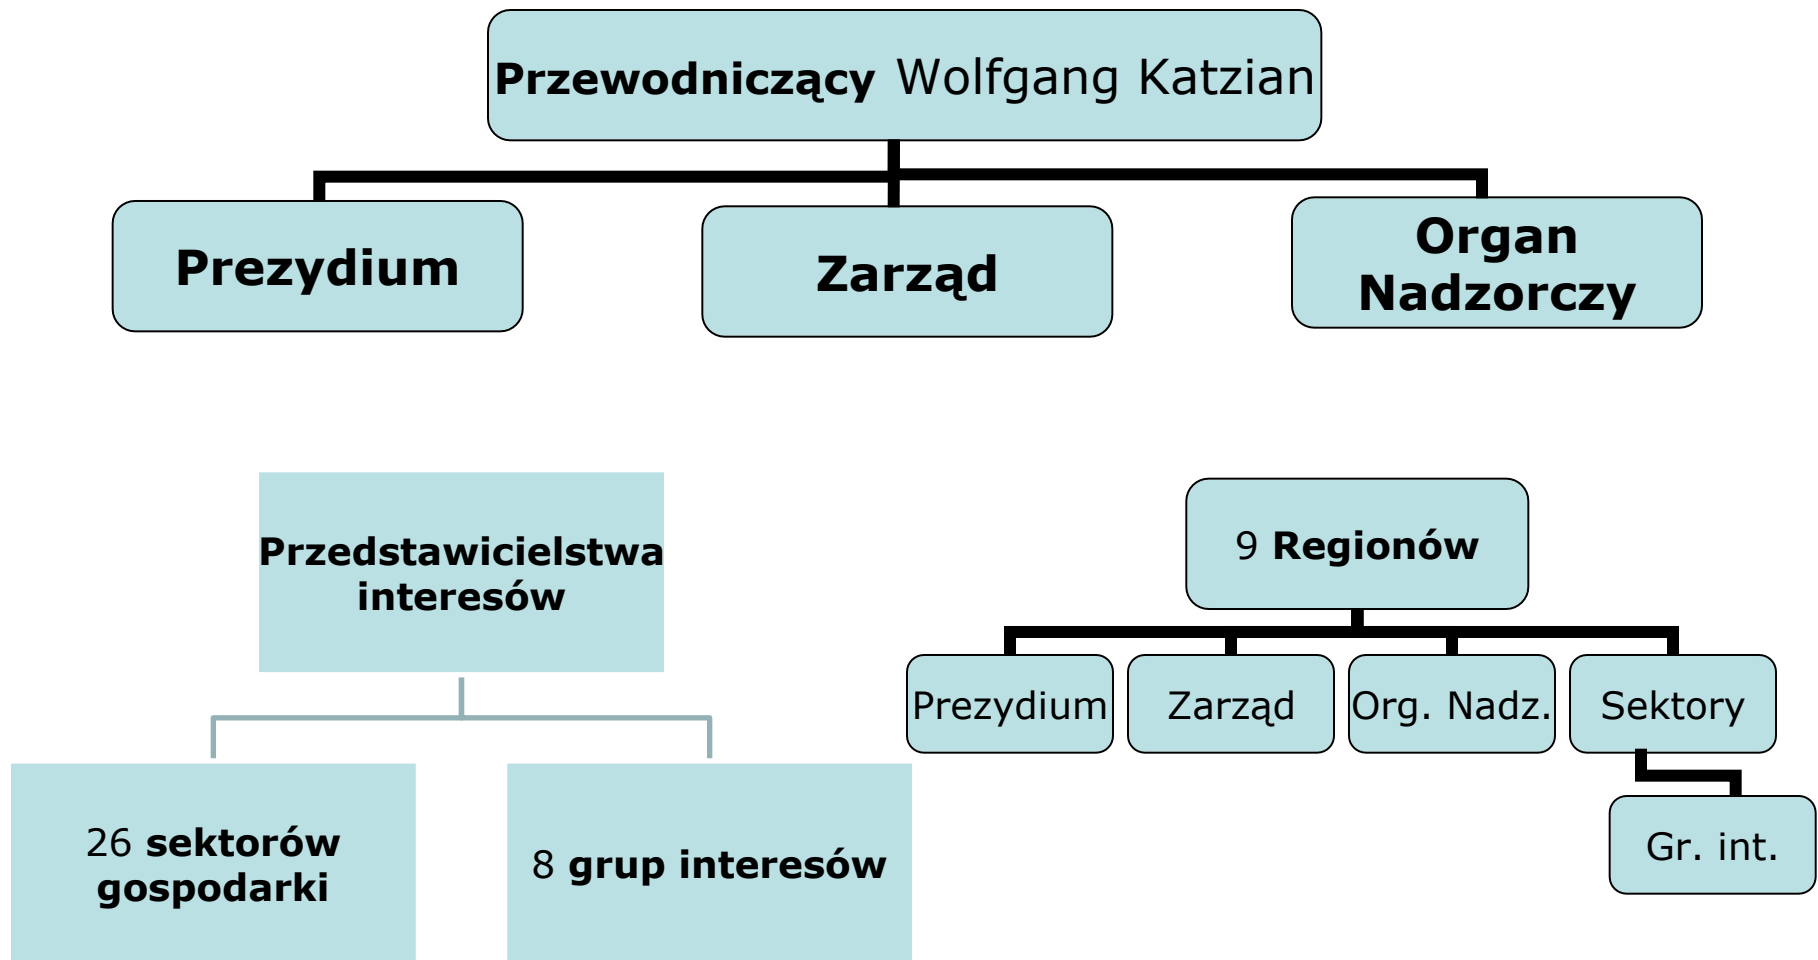 Przewodniczący Wolfgang Katzian
Prezydium
Zarząd
Organ
Nadzorczy
Przedstawicielstwa
interesów
26 sektorów
gospodarki
8 grup interesów
9 Regionów
Prezydium
Zarząd
Org. Nadz.
Sektory
Gr. int.